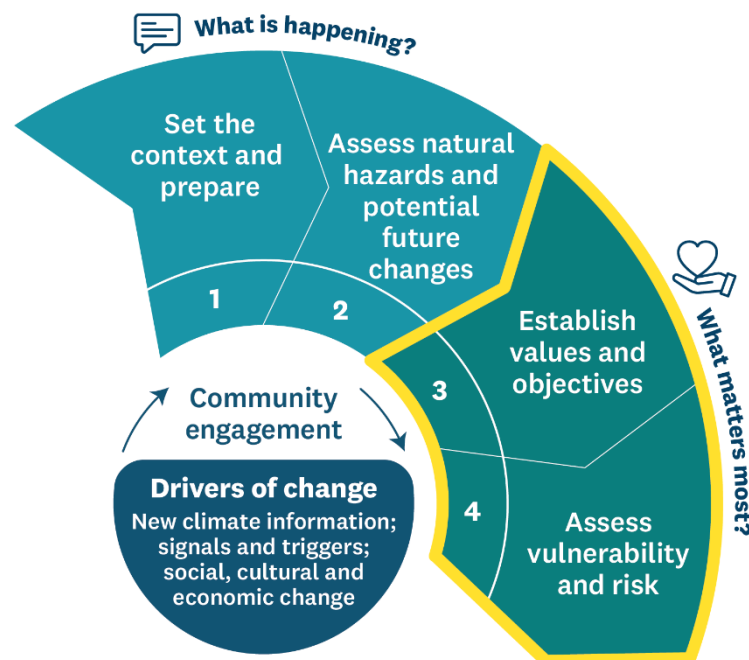 What is happening?
Set the
context and
prepare
1
Assess natural
hazards and
potential
future
changes
2
What matters most?
Establish
values and
objectives
3
Assess
vulnerability
and risk
4
Community
engagement
Drivers of change
New climate information;
signals and triggers;
social, cultural and
economic change